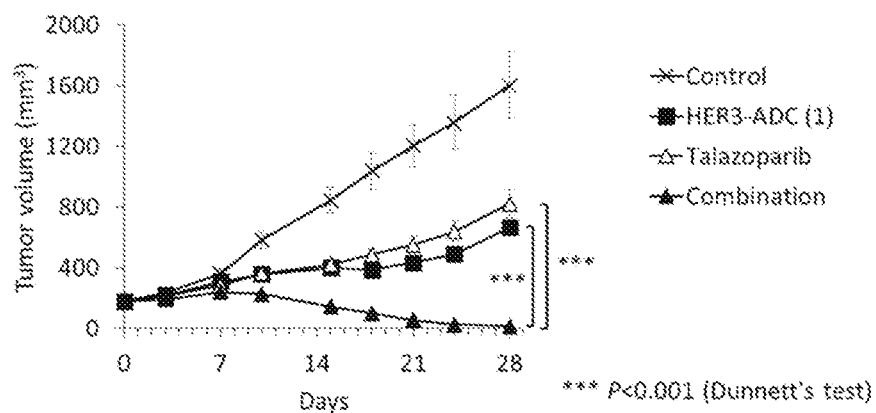 2000
1600
1200
800
400
0
Tumor volume (mm³)
0 7 14 21 28
Days
Control
HER3-ADC (1)
Talazoparib
Combination
***
***
*** P<0.001 (Dunnett's test)